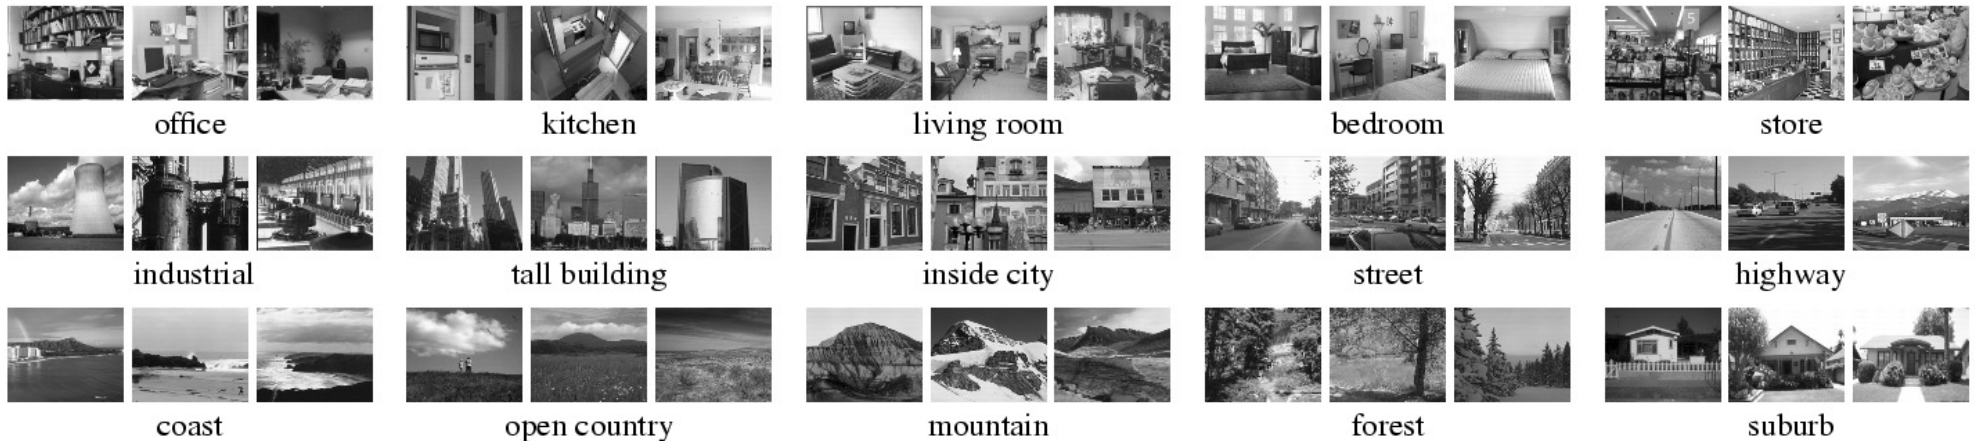 office kitchen living room bedroom store
5
industrial tall building inside city street highway
coast open country mountain forest suburb